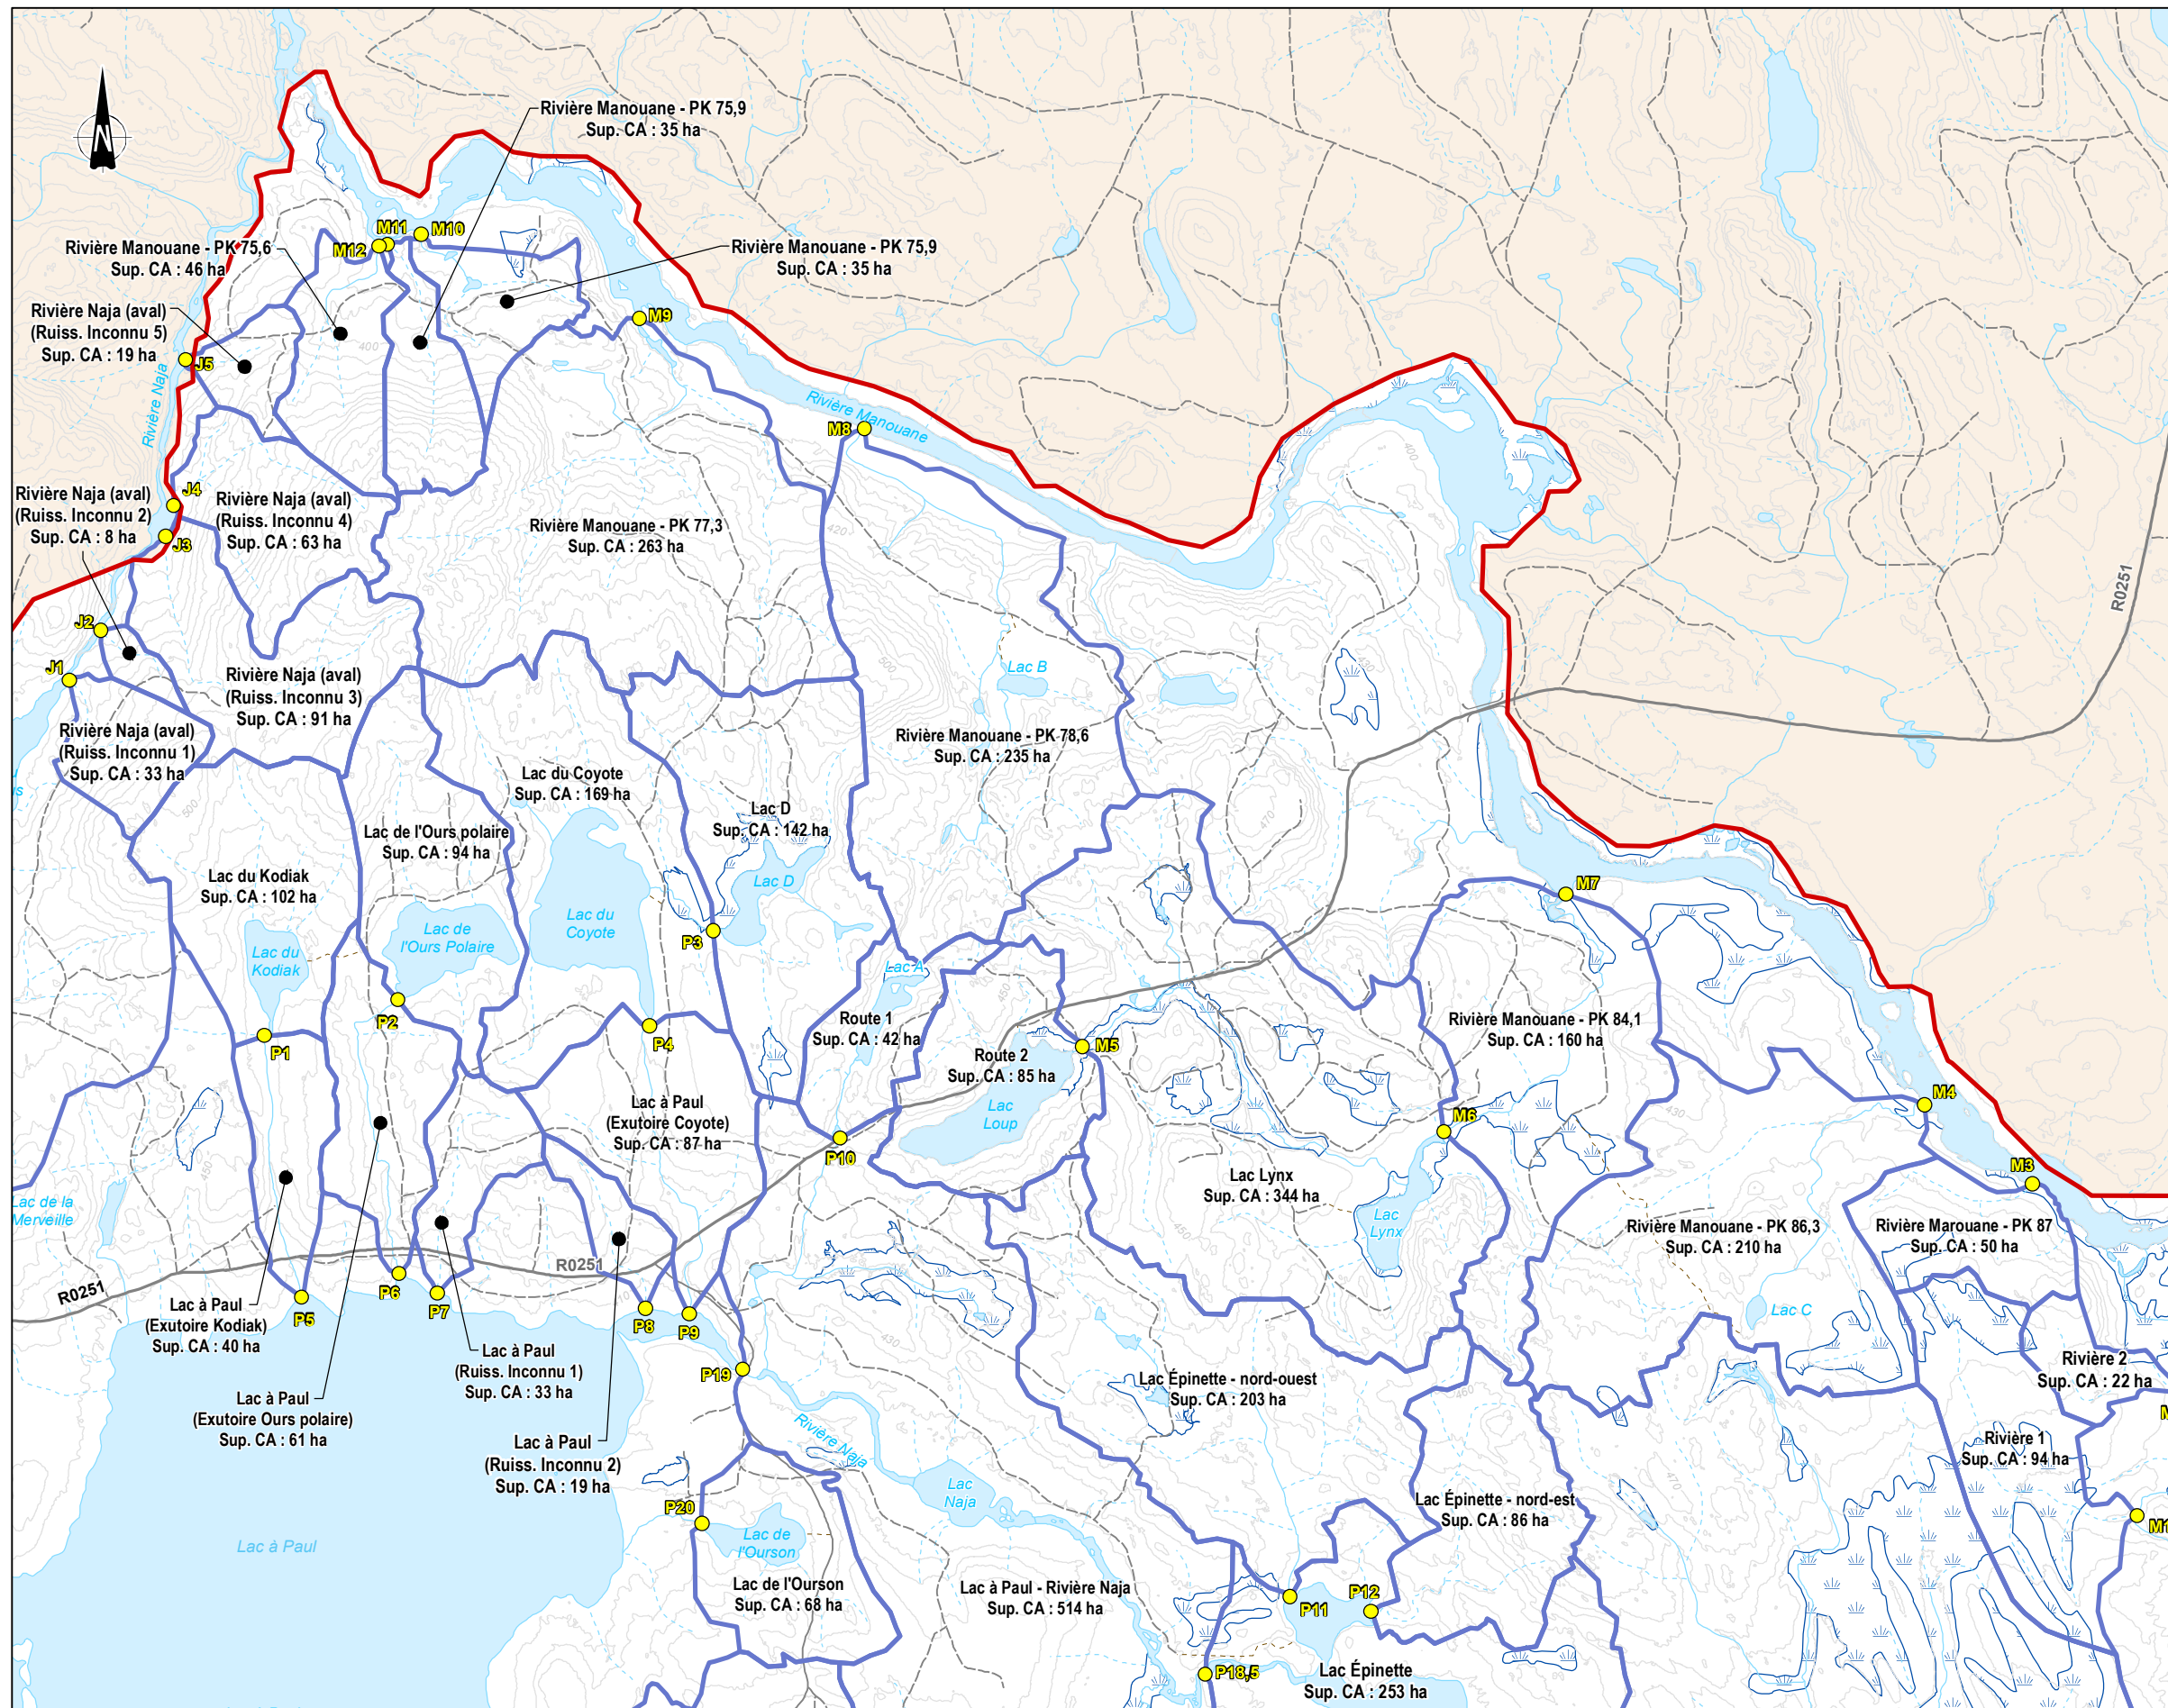 N
Rivière Manouane - PK 75,9
Sup. CA : 35 ha
M11
M10
M12
Rivière Manouane - PK 75,6
Sup. CA : 46 ha
Rivière Manouane - PK 75,9
Sup. CA : 35 ha
Rivière Naja (aval)
(Ruiss. Inconnu 5)
Sup. CA : 19 ha
M9
J5
400
Rivière Naja
Rivière Manouane
M8
400
Rivière Naja (aval)
(Ruiss. Inconnu 2)
Sup. CA : 8 ha
J4
J3
Rivière Naja (aval)
(Ruiss. Inconnu 4)
Sup. CA : 63 ha
Rivière Manouane - PK 77,3
Sup. CA : 263 ha
420
R0251
J2
J1
500
Lac B
430
Rivière Naja (aval)
(Ruiss. Inconnu 3)
Sup. CA : 91 ha
Rivière Naja (aval)
(Ruiss. Inconnu 1)
Sup. CA : 33 ha
Rivière Manouane - PK 78,6
Sup. CA : 235 ha
500
Lac du Coyote
Sup. CA : 169 ha
Lac D
Sup. CA : 142 ha
470
Lac de l'Ours polaire
Sup. CA : 94 ha
Lac du Kodiak
Sup. CA : 102 ha
Lac D
M7
Lac du
Coyote
Lac de
l'Ours Polaire
Lac du
Kodiak
P3
Lac A
450
P2
P1
P4
Route 1
Sup. CA : 42 ha
Route 2
Sup. CA : 85 ha
M5
Rivière Manouane - PK 84,1
Sup. CA : 160 ha
M4
430
Lac
Loup
Lac à Paul
(Exutoire Coyote)
Sup. CA : 87 ha
P10
M6
M3
450
Lac de la
Merveille
Lac Lynx
Sup. CA : 344 ha
Lac
Lynx
450
Rivière Manouane - PK 86,3
Sup. CA : 210 ha
Rivière Marouane - PK 87
Sup. CA : 50 ha
R0251
R0251
P5
P6
P7
P8
P9
Lac C
Lac à Paul
(Exutoire Kodiak)
Sup. CA : 40 ha
430
Lac à Paul
(Ruiss. Inconnu 1)
Sup. CA : 33 ha
P19
Lac Épinette - nord-ouest
Sup. CA : 203 ha
460
Rivière 2
Sup. CA : 22 ha
Lac à Paul
(Exutoire Ours polaire)
Sup. CA : 61 ha
Rivière Naja
Lac à Paul
(Ruiss. Inconnu 2)
Sup. CA : 19 ha
Rivière 1
Sup. CA : 94 ha
470
Lac
Naja
Lac Épinette - nord-est
Sup. CA : 86 ha
P20
M1
Lac de
l'Ourson
Lac à Paul
Lac de l'Ourson
Sup. CA : 68 ha
Lac à Paul - Rivière Naja
Sup. CA : 514 ha
P11
P12
P18,5
Lac Épinette
Sup. CA : 253 ha